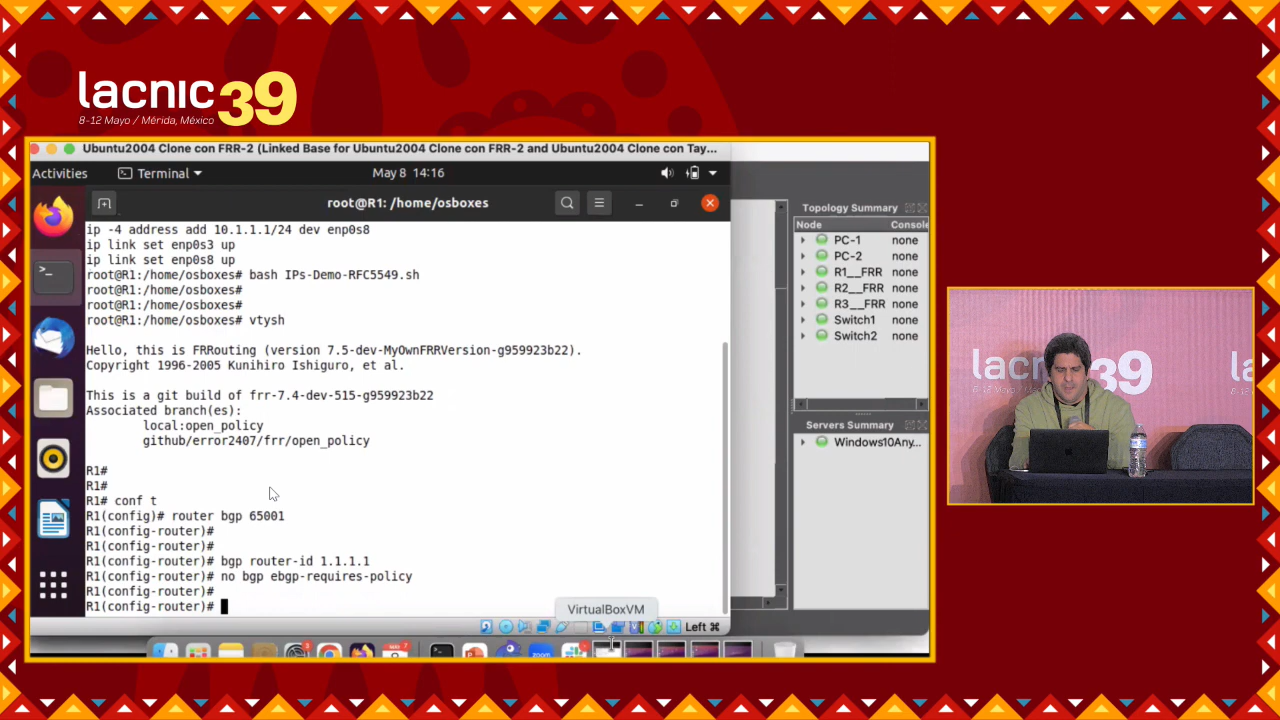 lacnic39
8-12 Mayo / Mérida, México
Ubuntu2004 Clone con FRR-2 (Linked Base for Ubuntu2004 Clone con FRR-2 and Ubuntu2004 Clone con Tay...
Activities
Terminal
May 8 14:16
root@R1: /home/osboxes
ip -4 address add 10.1.1.1/24 dev enp0s8
ip link set enp0s3 up
ip link set enp0s8 up
root@R1:/home/osboxes# bash IPs-Demo-RFC5549.sh
root@R1:/home/osboxes#
root@R1:/home/osboxes#
root@R1:/home/osboxes# vtysh
Hello, this is FRRouting (version 7.5-dev-MyOwnFRRVersion-g959923b22).
Copyright 1996-2005 Kunihiro Ishiguro, et al.
This is a git build of frr-7.4-dev-515-g959923b22
Associated branch(es):
local:open_policy
github/error2407/frr/open_policy
R1#
R1#
R1# conf t
R1(config)# router bgp 65001
R1(config-router)#
R1(config-router)#
R1(config-router)# bgp router-id 1.1.1.1
R1(config-router)# no bgp ebgp-requires-policy
R1(config-router)#
R1(config-router)#
VirtualBoxVM
Left ⌘
zoom
Topology Summary
Node Console
PC-1 none
PC-2 none
R1__FRR none
R2__FRR none
R3__FRR none
Switch1 none
Switch2 none
Servers Summary
Windows10Any...
lacnic39